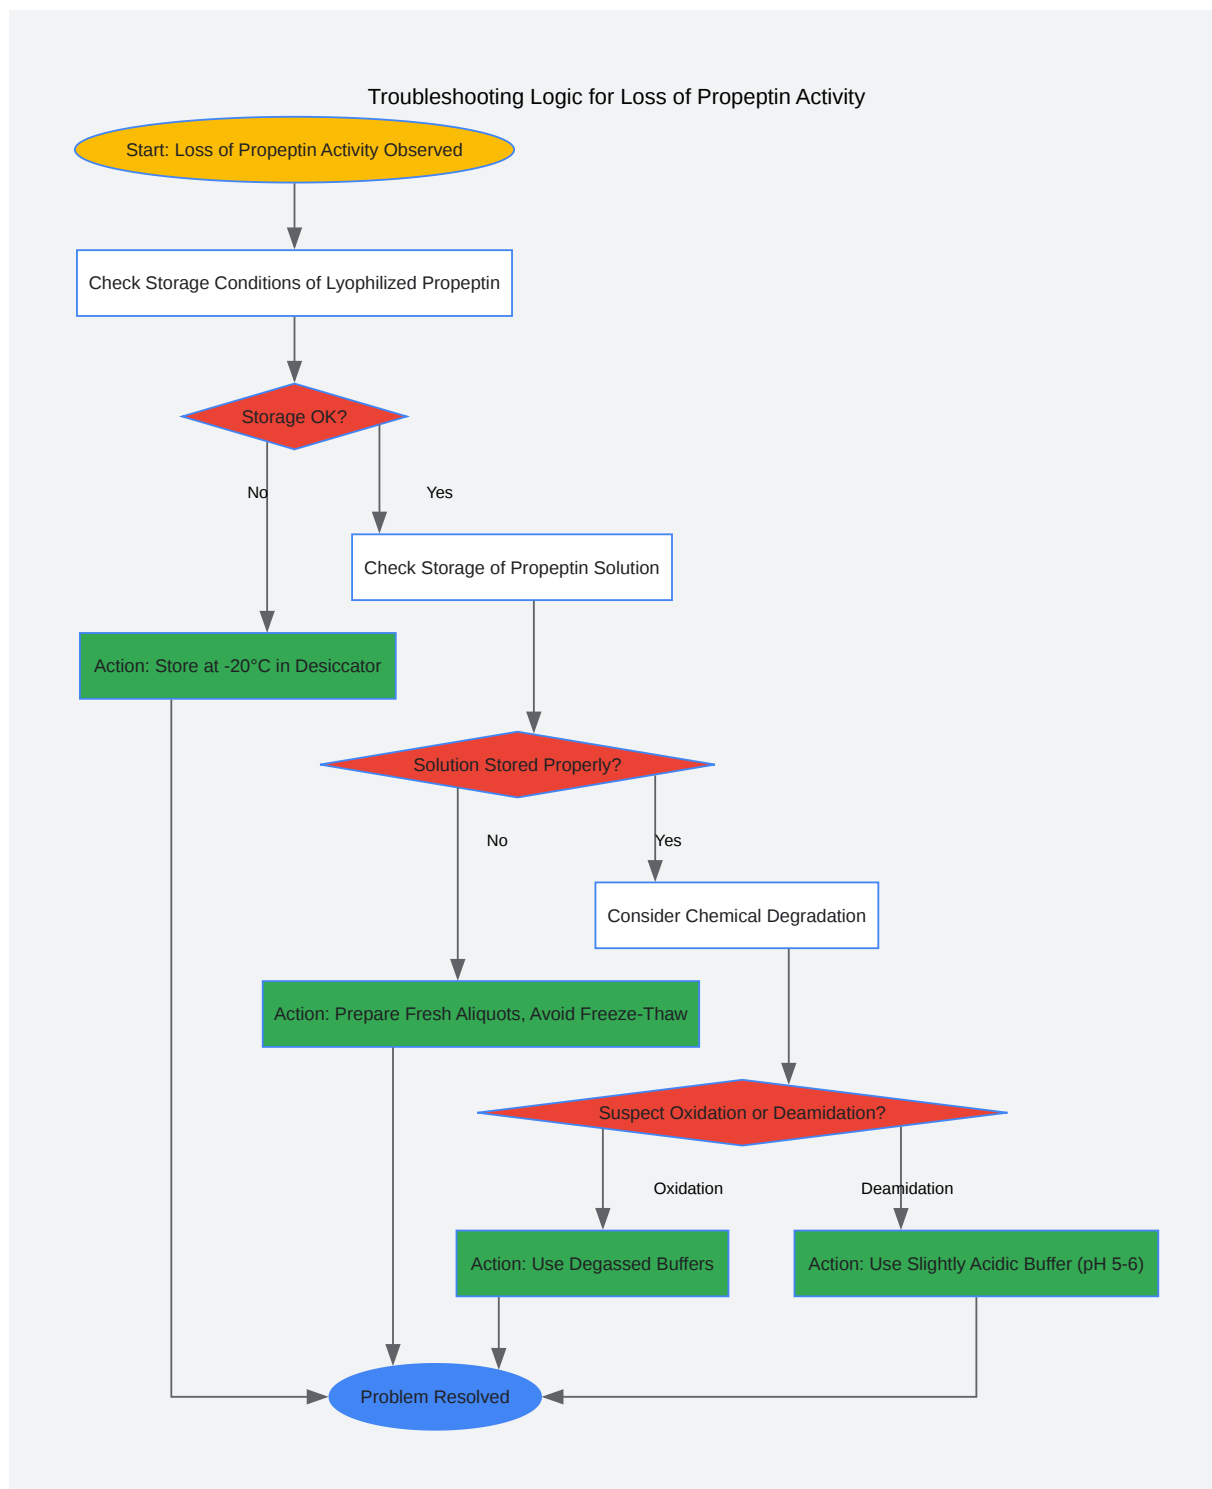 Troubleshooting Logic for Loss of Propeptin Activity
Start: Loss of Propeptin Activity Observed
Check Storage Conditions of Lyophilized Propeptin
Storage OK?
No
Yes
Check Storage of Propeptin Solution
Action: Store at -20°C in Desiccator
Solution Stored Properly?
No
Yes
Consider Chemical Degradation
Action: Prepare Fresh Aliquots, Avoid Freeze-Thaw
Suspect Oxidation or Deamidation?
Oxidation
Deamidation
Action: Use Degassed Buffers
Action: Use Slightly Acidic Buffer (pH 5-6)
Problem Resolved